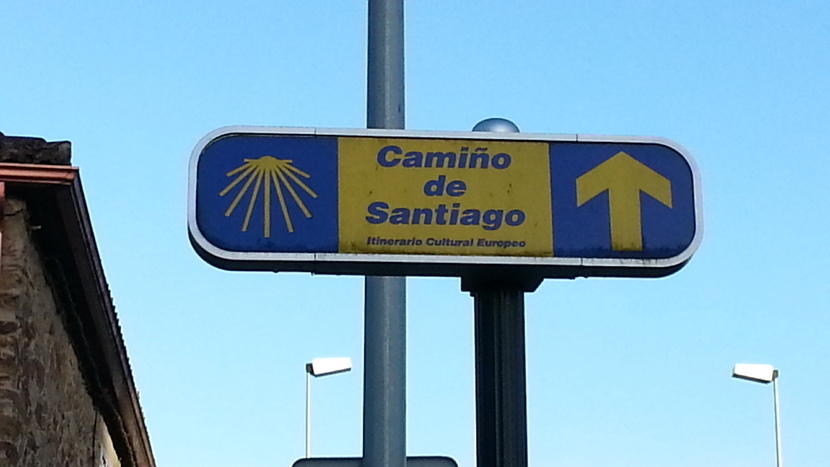 Camiño
de
Santiago
Itinerario Cultural Europeo